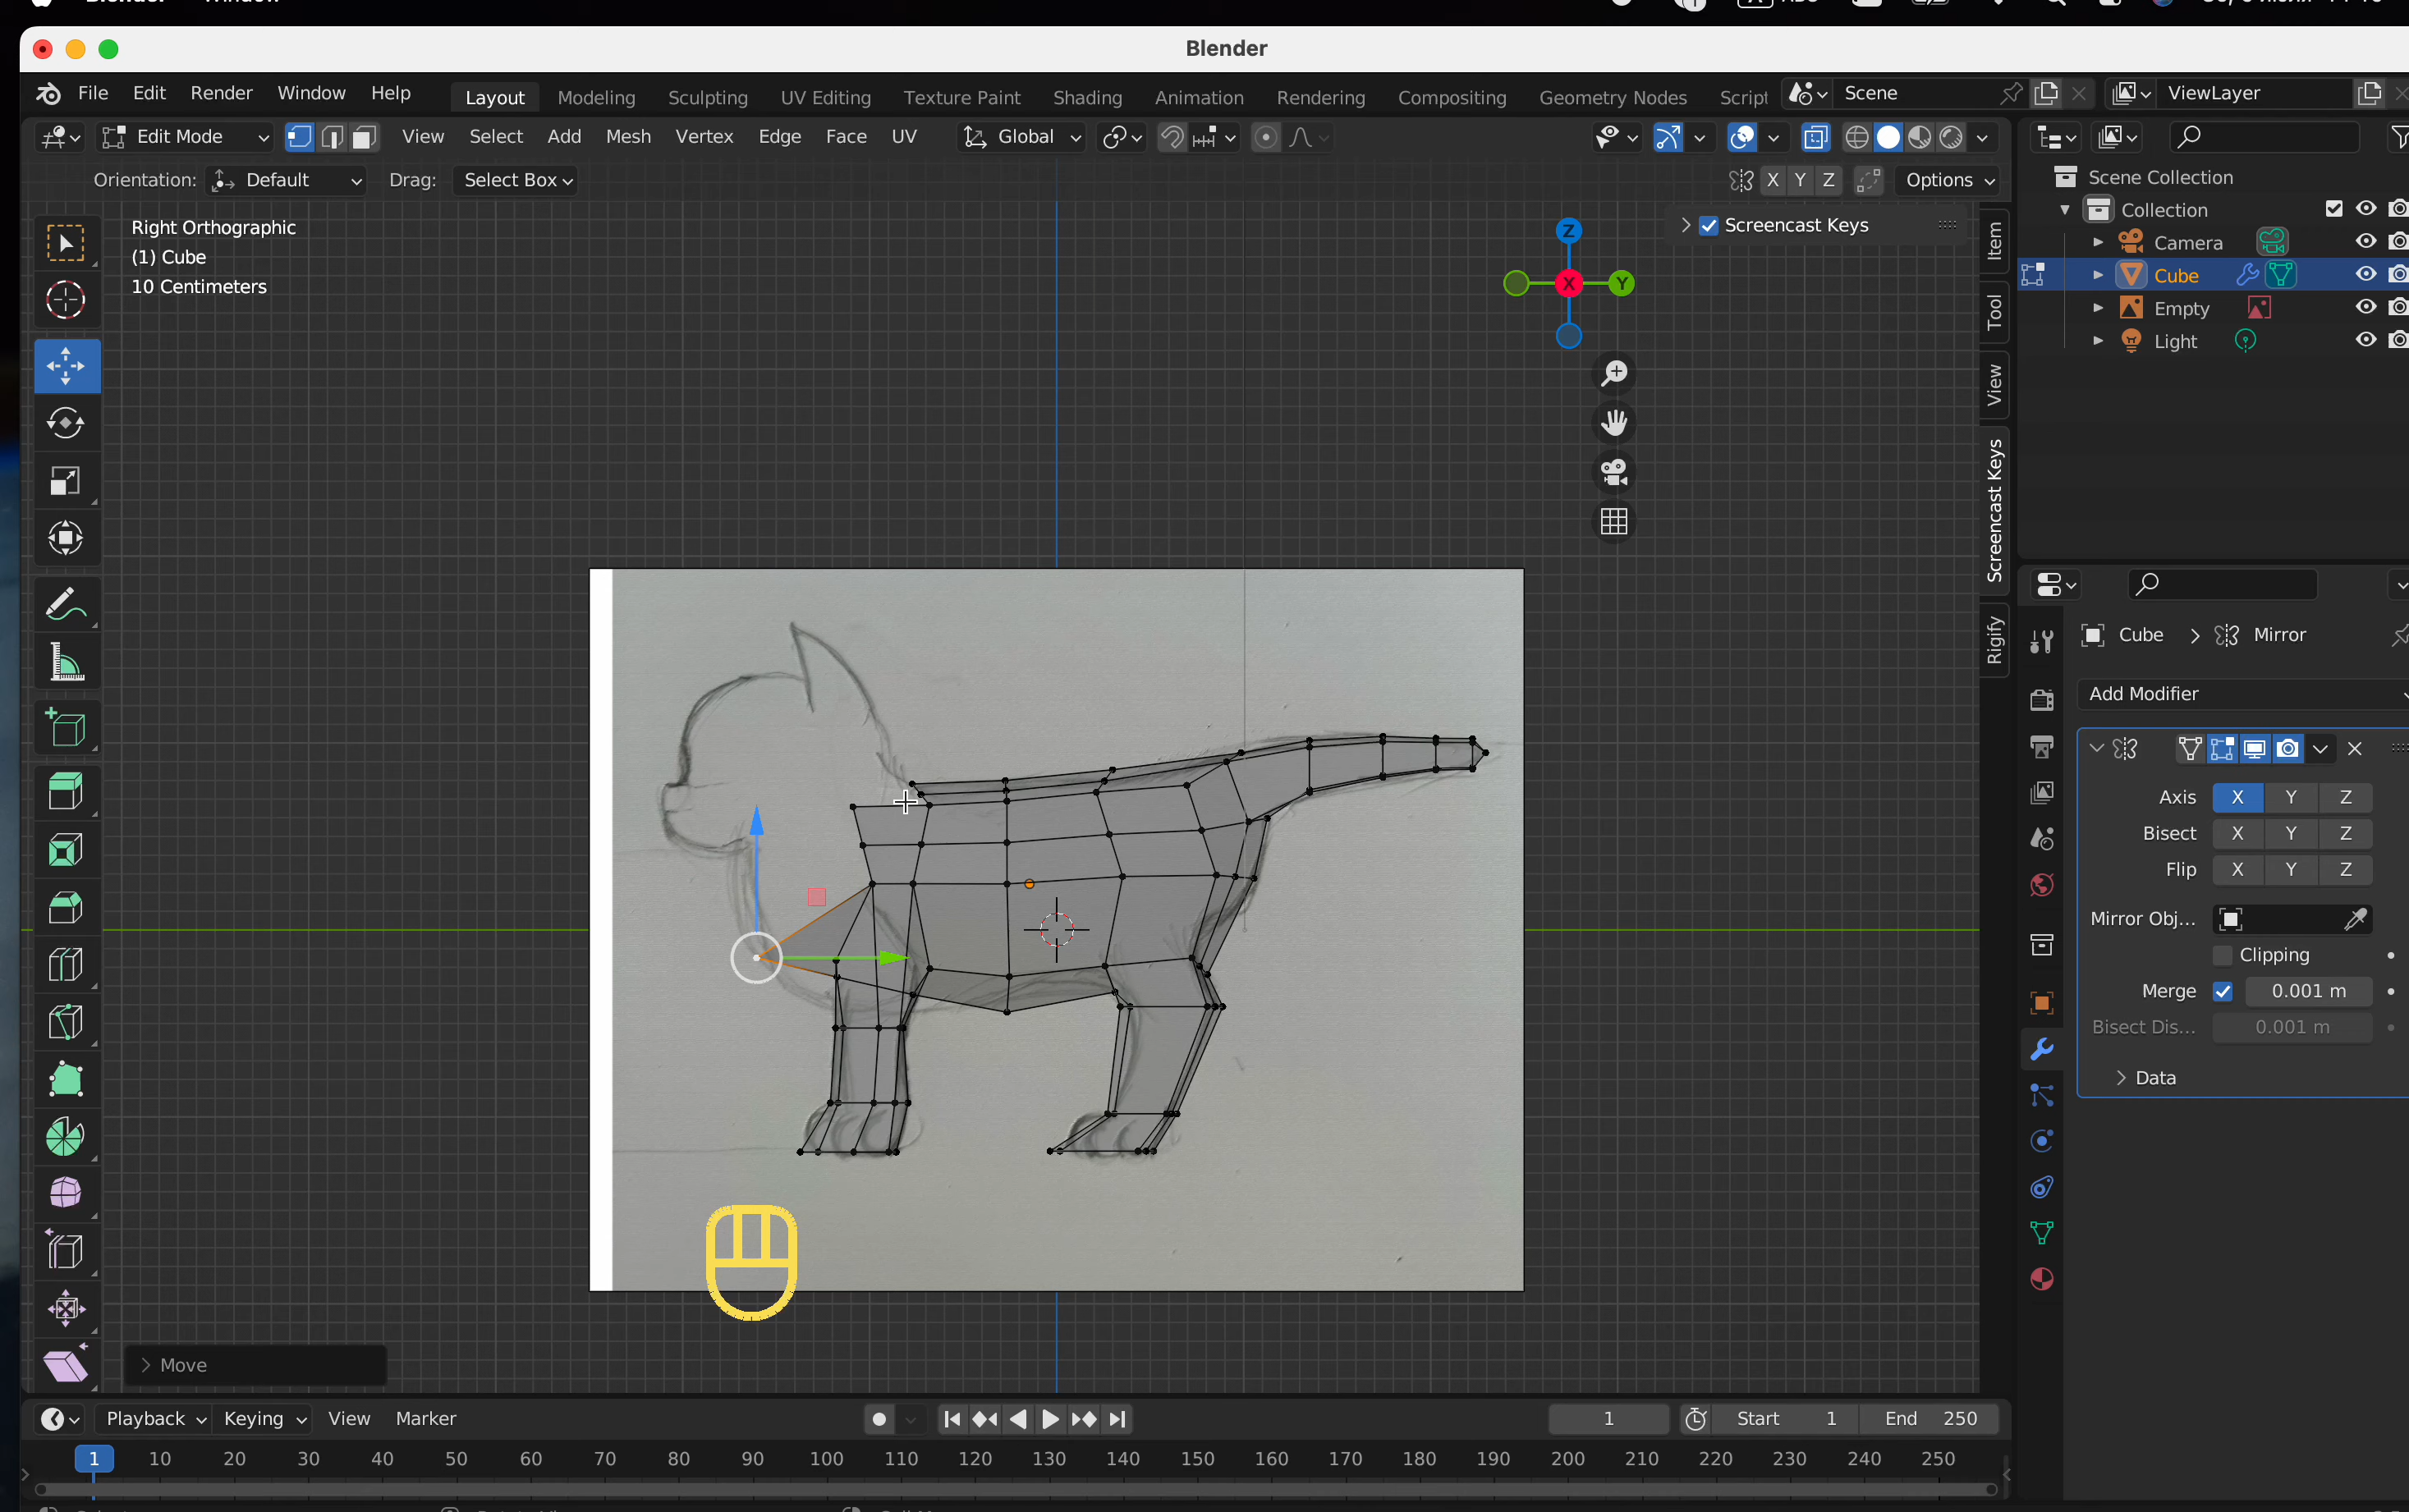 Blender
File Edit Render Window Help Layout Modeling Sculpting UV Editing Texture Paint Shading Animation Rendering Compositing Geometry Nodes Script Scene ViewLayer
Edit Mode View Select Add Mesh Vertex Edge Face UV Global
Orientation: Default Drag: Select Box X Y Z Options
Right Orthographic
(1) Cube
10 Centimeters
Screencast Keys
Z
X
Y
Item
Tool
View
Screencast Keys
Rigify
Scene Collection
Collection
Camera
Cube
Empty
Light
Cube > Mirror
Add Modifier
Axis X Y Z
Bisect X Y Z
Flip X Y Z
Mirror Obj...
Clipping
Merge 0.001 m
Bisect Dis... 0.001 m
Data
Move
Playback Keying View Marker 1 Start 1 End 250
1 10 20 30 40 50 60 70 80 90 100 110 120 130 140 150 160 170 180 190 200 210 220 230 240 250